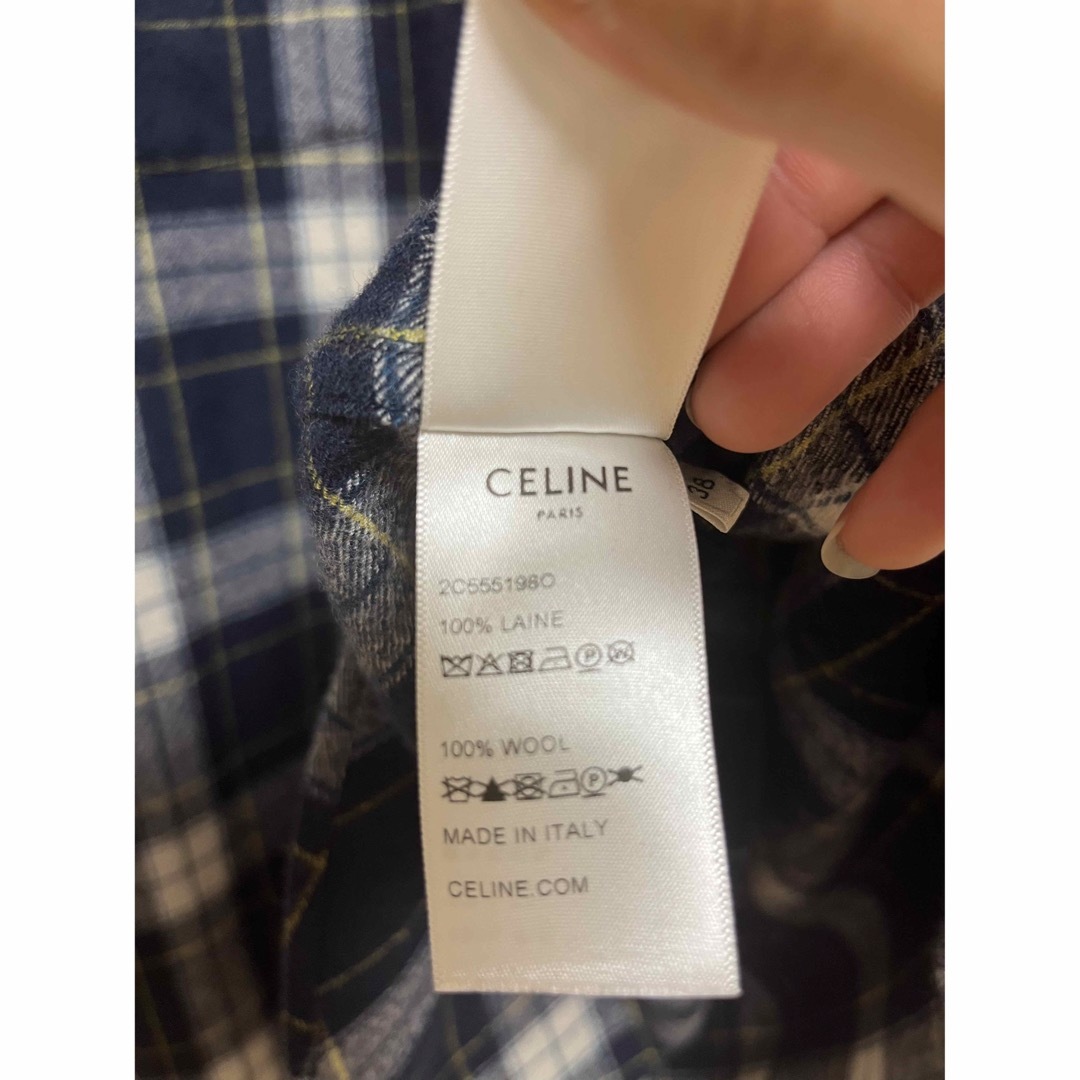 CELINE
PARIS
2C555198O
100% LAINE
100% WOOL
MADE IN ITALY
CELINE.COM
38